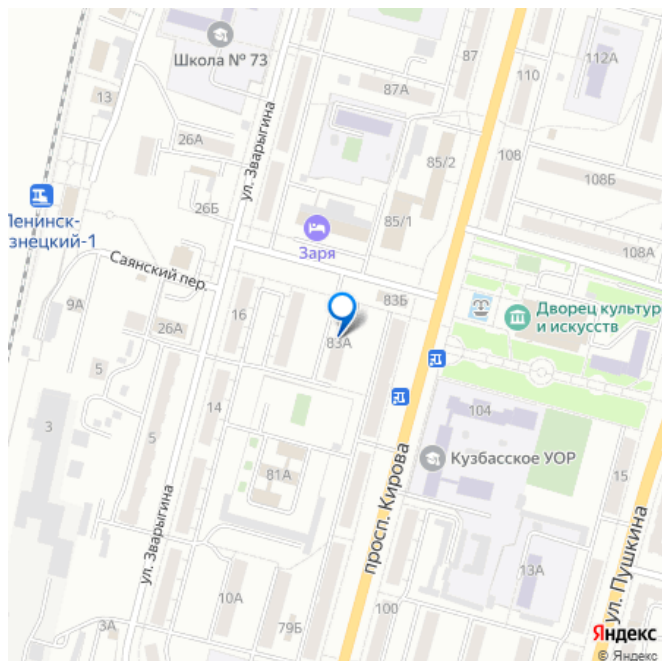 Школа № 73
87
112А
110
13
87А
26А
ул. Зварыгина
85/2
108
108Б
26Б
85/1
Ленинск-
знецкий-1
Заря
108А
Саянский пер.
9А
83Б
Дворец культур
и искусств
16
26А
83А
5
14
104
3
5
просп. Кирова
Кузбасское УОР
81А
15
ул. Зварыгина
13А
ул. Пушкина
10А
100
3А
79Б
Яндекс
© Яндекс